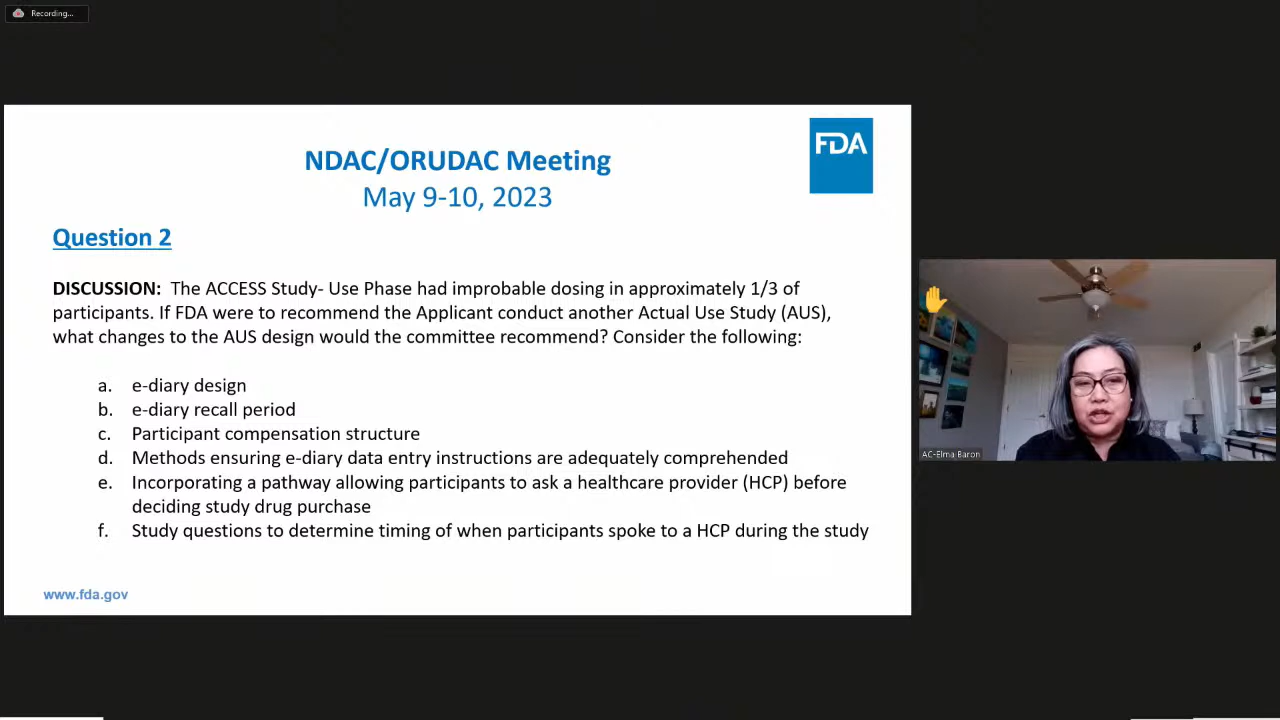 Recording...
FDA
NDAC/ORUDAC Meeting
May 9-10, 2023
Question 2
DISCUSSION: The ACCESS Study- Use Phase had improbable dosing in approximately 1/3 of
participants. If FDA were to recommend the Applicant conduct another Actual Use Study (AUS),
what changes to the AUS design would the committee recommend? Consider the following:
a. e-diary design
b. e-diary recall period
c. Participant compensation structure
d. Methods ensuring e-diary data entry instructions are adequately comprehended
e. Incorporating a pathway allowing participants to ask a healthcare provider (HCP) before
deciding study drug purchase
f. Study questions to determine timing of when participants spoke to a HCP during the study
www.fda.gov
AC-Elma Baron